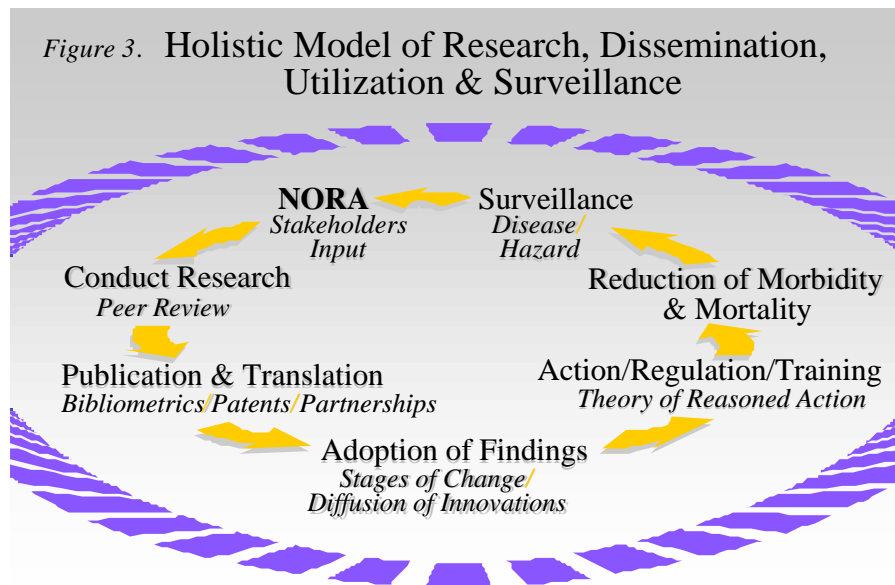 Figure 3. Holistic Model of Research, Dissemination,
Utilization & Surveillance
NORA
Stakeholders
Input
Surveillance
Disease/
Hazard
Conduct Research
Peer Review
Reduction of Morbidity
& Mortality
Publication & Translation
Bibliometrics/Patents/Partnerships
Action/Regulation/Training
Theory of Reasoned Action
Adoption of Findings
Stages of Change/
Diffusion of Innovations